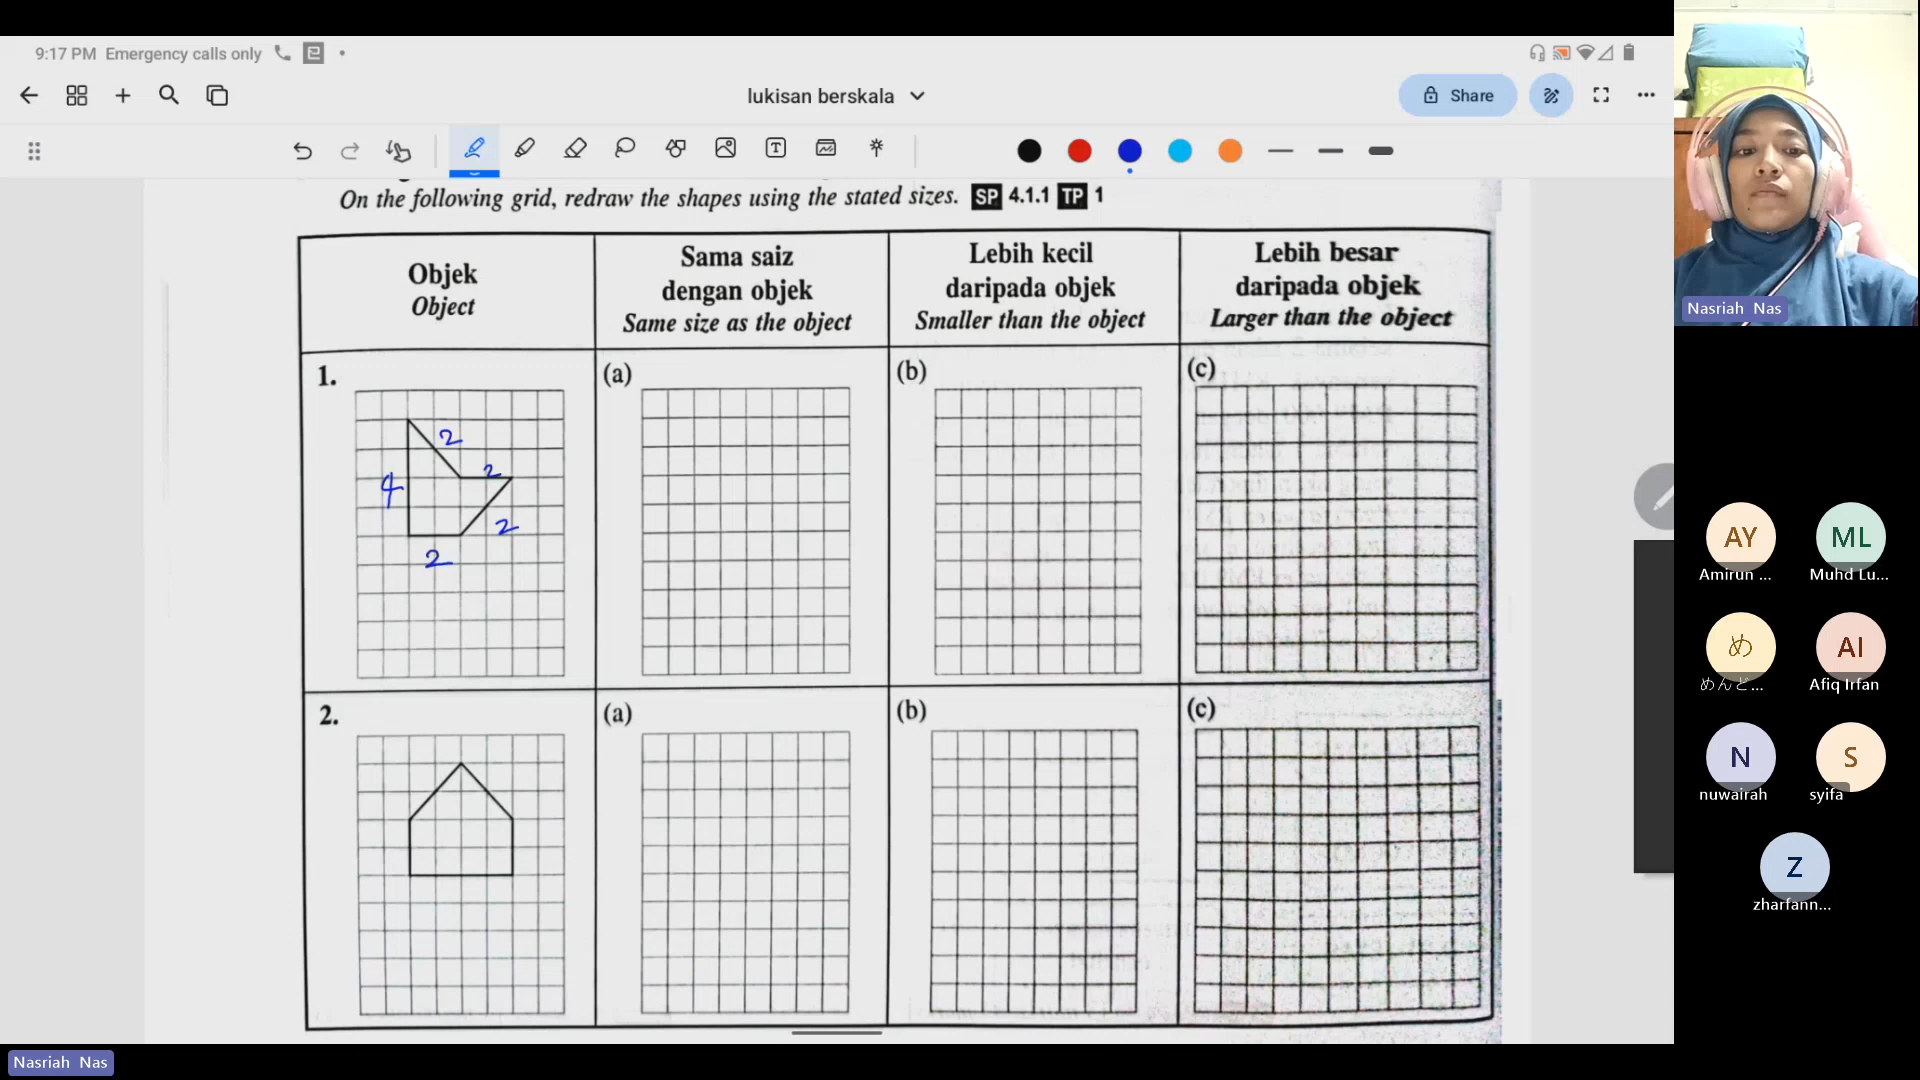 9:17 PM Emergency calls only
lukisan berskala
Share
On the following grid, redraw the shapes using the stated sizes. SP 4.1.1 TP 1
Objek
Object
Sama saiz
dengan objek
Same size as the object
Lebih kecil
daripada objek
Smaller than the object
Lebih besar
daripada objek
Larger than the object
1.
(a)
(b)
(c)
2
2
4
2
2
2.
(a)
(b)
(c)
Nasriah Nas
AY
Amirun ...
ML
Muhd Lu...
め
めんど...
AI
Afiq Irfan
N
nuwairah
S
syifa
Z
zharfann...
Nasriah Nas